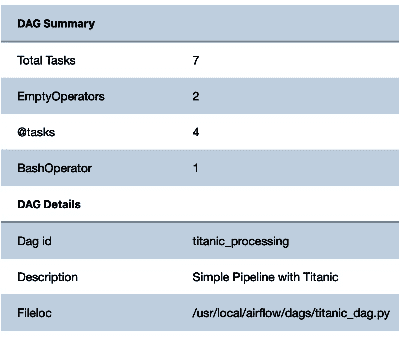 DAG Summary
Total Tasks 7
EmptyOperators 2
@tasks 4
BashOperator 1
DAG Details
Dag id titanic_processing
Description Simple Pipeline with Titanic
Fileloc /usr/local/airflow/dags/titanic_dag.py